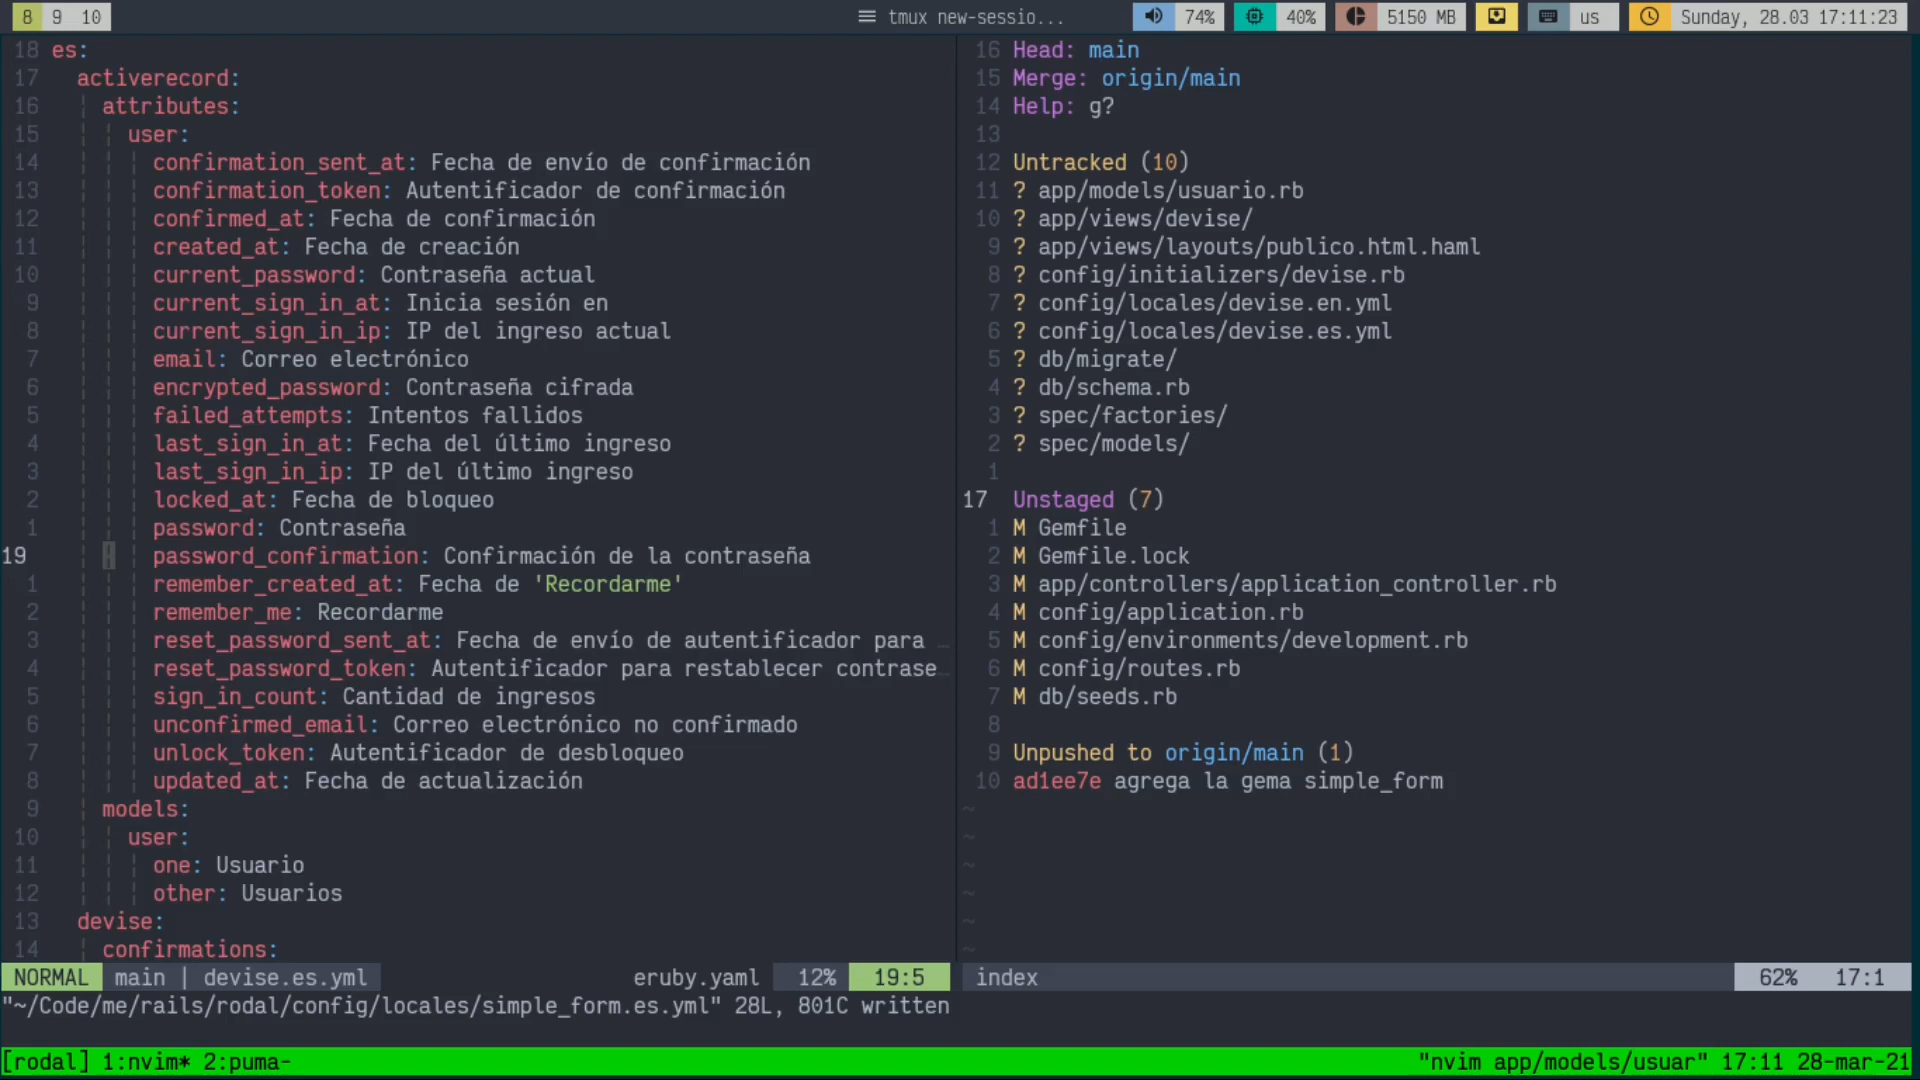 8 9 10 tmux new-sessio... 74% 40% 5150 MB us Sunday, 28.03 17:11:23
18 es:
17 activerecord:
16 attributes:
15 user:
14 confirmation_sent_at: Fecha de envío de confirmación
13 confirmation_token: Autentificador de confirmación
12 confirmed_at: Fecha de confirmación
11 created_at: Fecha de creación
10 current_password: Contraseña actual
9 current_sign_in_at: Inicia sesión en
8 current_sign_in_ip: IP del ingreso actual
7 email: Correo electrónico
6 encrypted_password: Contraseña cifrada
5 failed_attempts: Intentos fallidos
4 last_sign_in_at: Fecha del último ingreso
3 last_sign_in_ip: IP del último ingreso
2 locked_at: Fecha de bloqueo
1 password: Contraseña
19 password_confirmation: Confirmación de la contraseña
1 remember_created_at: Fecha de 'Recordarme'
2 remember_me: Recordarme
3 reset_password_sent_at: Fecha de envío de autentificador para …
4 reset_password_token: Autentificador para restablecer contrase…
5 sign_in_count: Cantidad de ingresos
6 unconfirmed_email: Correo electrónico no confirmado
7 unlock_token: Autentificador de desbloqueo
8 updated_at: Fecha de actualización
9 models:
10 user:
11 one: Usuario
12 other: Usuarios
13 devise:
14 confirmations:
NORMAL main | devise.es.yml eruby.yaml 12% 19:5
16 Head: main
15 Merge: origin/main
14 Help: g?
13
12 Untracked (10)
11 ? app/models/usuario.rb
10 ? app/views/devise/
9 ? app/views/layouts/publico.html.haml
8 ? config/initializers/devise.rb
7 ? config/locales/devise.en.yml
6 ? config/locales/devise.es.yml
5 ? db/migrate/
4 ? db/schema.rb
3 ? spec/factories/
2 ? spec/models/
1
17 Unstaged (7)
1 M Gemfile
2 M Gemfile.lock
3 M app/controllers/application_controller.rb
4 M config/application.rb
5 M config/environments/development.rb
6 M config/routes.rb
7 M db/seeds.rb
8
9 Unpushed to origin/main (1)
10 ad1ee7e agrega la gema simple_form
~
~
~
~
~
~
index 62% 17:1
"~/Code/me/rails/rodal/config/locales/simple_form.es.yml" 28L, 801C written
[rodal] 1:nvim* 2:puma- "nvim app/models/usuar" 17:11 28-mar-21